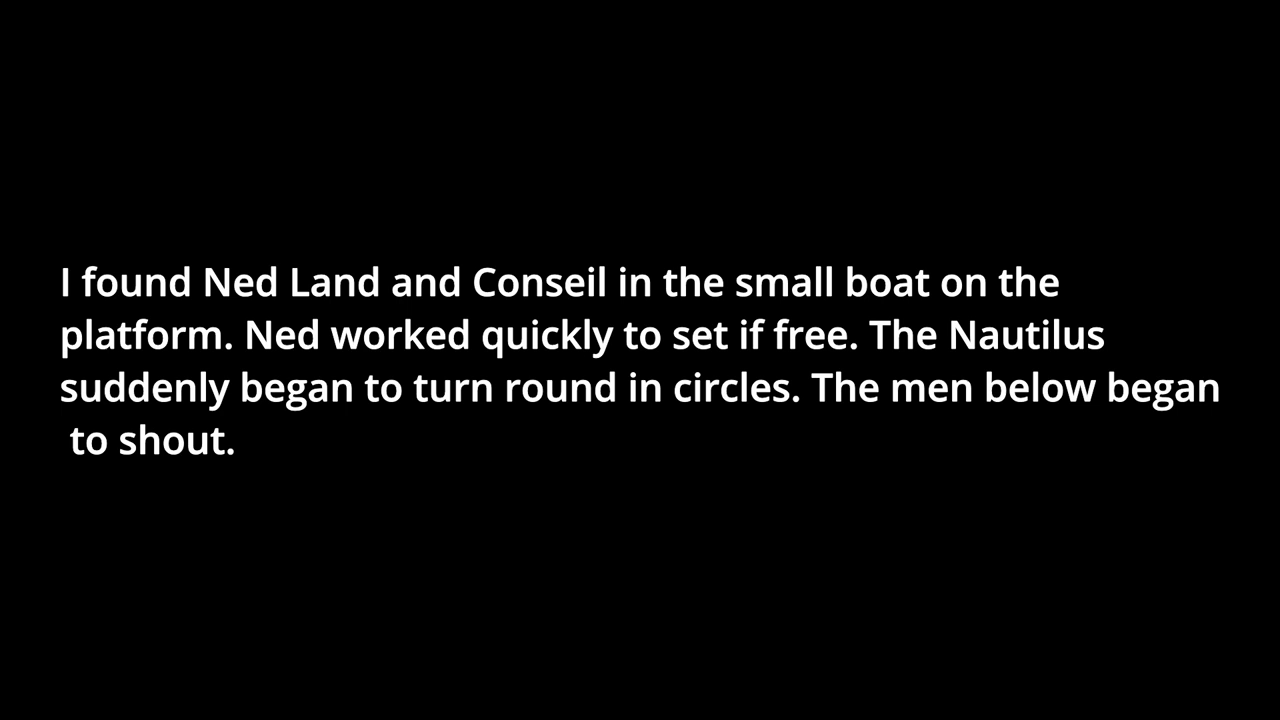 I found Ned Land and Conseil in the small boat on the
platform. Ned worked quickly to set if free. The Nautilus
suddenly began to turn round in circles. The men below began
to shout.